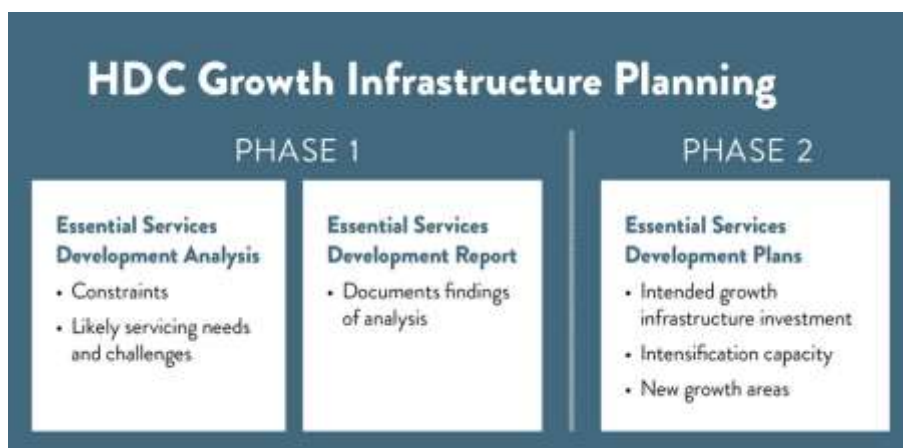 HDC Growth Infrastructure Planning
PHASE 1
Essential Services
Development Analysis
• Constraints
• Likely servicing needs
and challenges
Essential Services
Development Report
• Documents findings
of analysis
PHASE 2
Essential Services
Development Plans
• Intended growth
infrastructure investment
• Intensification capacity
• New growth areas